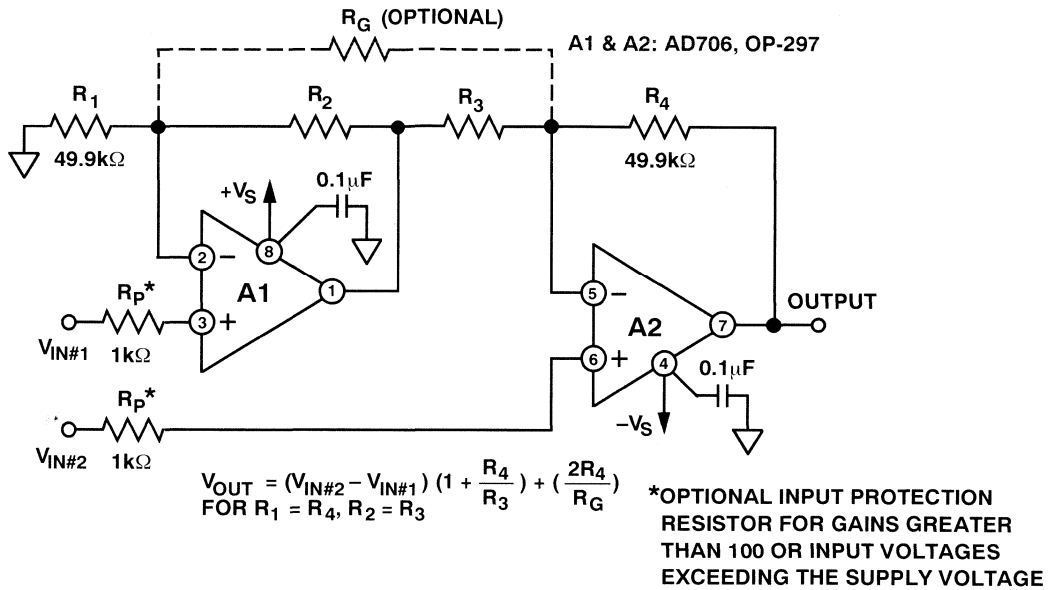 R_G (OPTIONAL)
A1 & A2: AD706, OP-297
R_1
R_2
R_3
R_4
49.9kΩ
49.9kΩ
+V_S
0.1µF
2
−
8
A1
1
3
+
R_P*
V_IN#1
1kΩ
5
−
A2
7
6
+
4
OUTPUT
0.1µF
−V_S
R_P*
V_IN#2
1kΩ
V_OUT = (V_IN#2 − V_IN#1) (1 + R_4/R_3) + (2R_4/R_G)
FOR R_1 = R_4, R_2 = R_3
*OPTIONAL INPUT PROTECTION
RESISTOR FOR GAINS GREATER
THAN 100 OR INPUT VOLTAGES
EXCEEDING THE SUPPLY VOLTAGE